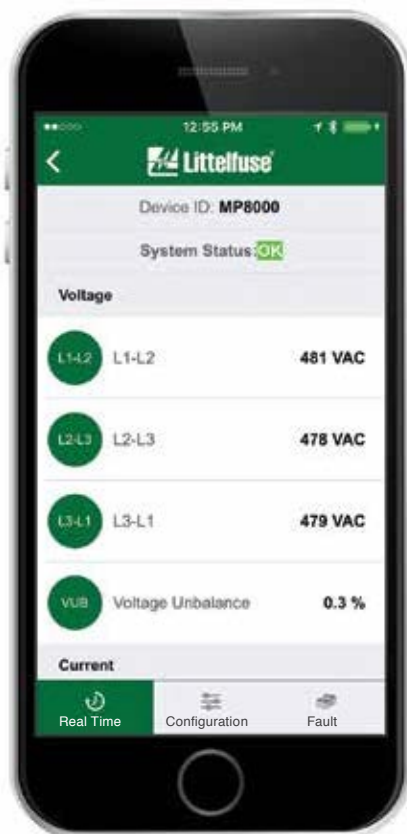 12:55 PM
Littelfuse®
Device ID: MP8000
System Status: OK
Voltage
L1-L2 L1-L2 481 VAC
L2-L3 L2-L3 478 VAC
L3-L1 L3-L1 479 VAC
VUB Voltage Unbalance 0.3 %
Current
Real Time Configuration Fault